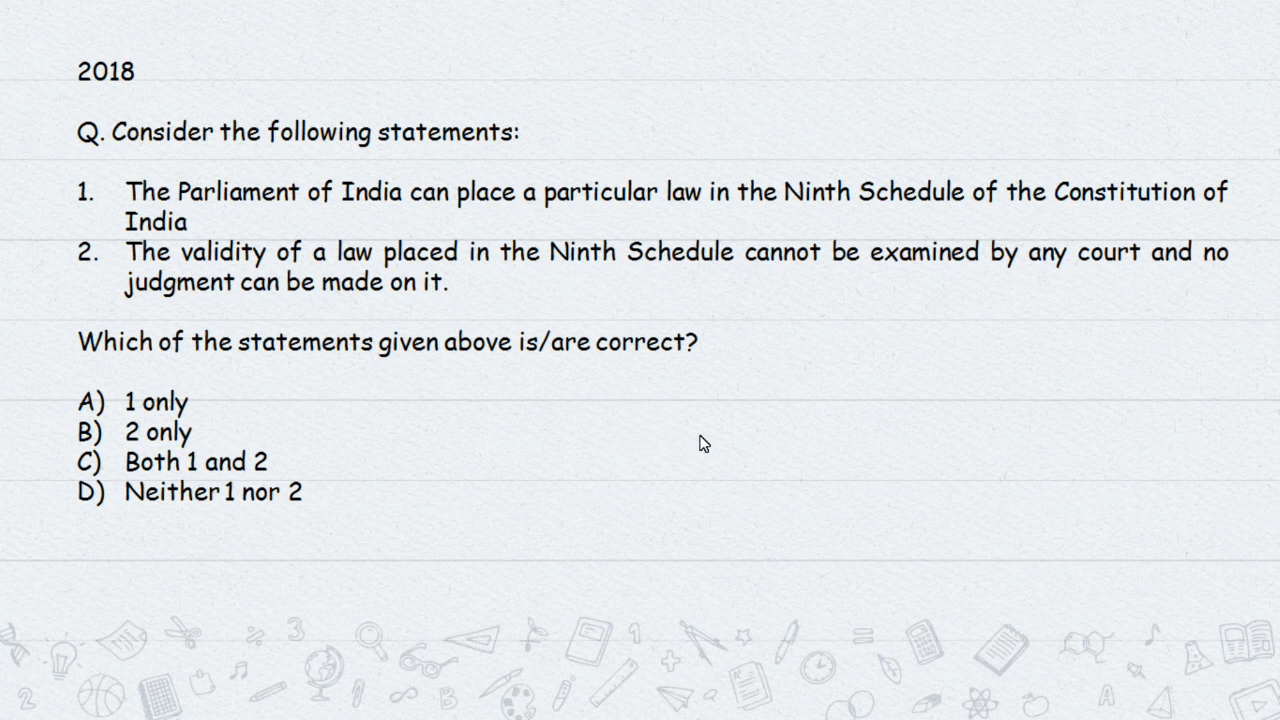 2018
Q. Consider the following statements:
1. The Parliament of India can place a particular law in the Ninth Schedule of the Constitution of
India
2. The validity of a law placed in the Ninth Schedule cannot be examined by any court and no
judgment can be made on it.
Which of the statements given above is/are correct?
A) 1 only
B) 2 only
C) Both 1 and 2
D) Neither 1 nor 2